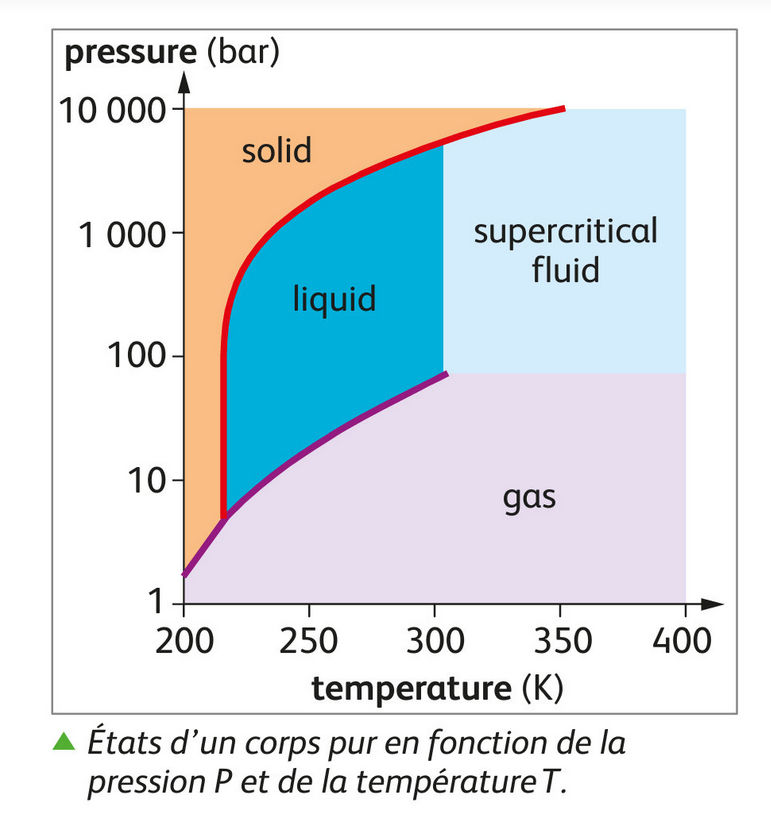 pressure (bar)
10 000
solid
1 000
supercritical
fluid
liquid
100
10
gas
1
200 250 300 350 400
temperature (K)
États d'un corps pur en fonction de la
pression P et de la température T.